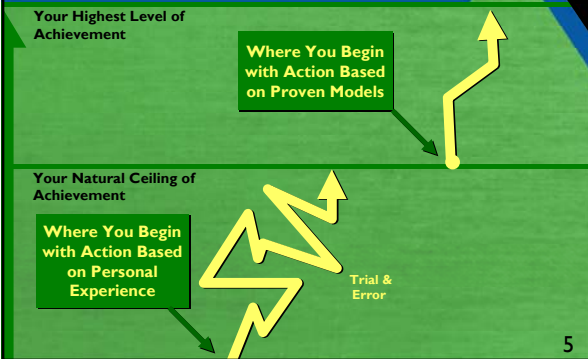 Your Highest Level of
Achievement
Where You Begin
with Action Based
on Proven Models
Your Natural Ceiling of
Achievement
Where You Begin
with Action Based
on Personal
Experience
Trial &
Error
5